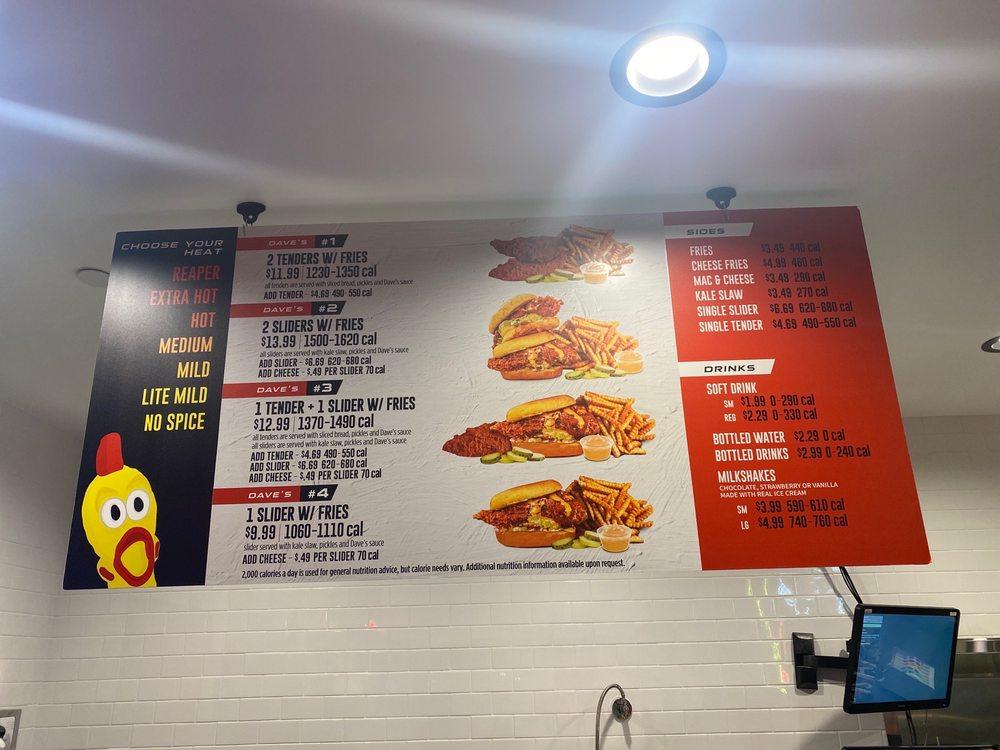 CHOOSE YOUR
HEAT
REAPER
EXTRA HOT
HOT
MEDIUM
MILD
LITE MILD
NO SPICE
DAVE'S #1
2 TENDERS W/ FRIES
$11.99 | 1230-1350 cal
all tenders are served with sliced bread, pickles and Dave's sauce
ADD TENDER - $4.69 490-550 cal
DAVE'S #2
2 SLIDERS W/ FRIES
$13.99 | 1500-1620 cal
all sliders are served with kale slaw, pickles and Dave's sauce
ADD SLIDER - $6.69 620-680 cal
ADD CHEESE - $.49 PER SLIDER 70 cal
DAVE'S #3
1 TENDER + 1 SLIDER W/ FRIES
$12.99 | 1370-1490 cal
all tenders are served with sliced bread, pickles and Dave's sauce
all sliders are served with kale slaw, pickles and Dave's sauce
ADD TENDER - $4.69 490-550 cal
ADD SLIDER - $6.69 620-680 cal
ADD CHEESE - $.49 PER SLIDER 70 cal
DAVE'S #4
1 SLIDER W/ FRIES
$9.99 | 1060-1110 cal
slider served with kale slaw, pickles and Dave's sauce
ADD CHEESE - $.49 PER SLIDER 70 cal
2,000 calories a day is used for general nutrition advice, but calorie needs vary. Additional nutrition information available upon request.
SIDES
FRIES $3.49 440 cal
CHEESE FRIES $4.99 460 cal
MAC & CHEESE $3.49 290 cal
KALE SLAW $3.49 270 cal
SINGLE SLIDER $6.69 620-680 cal
SINGLE TENDER $4.69 490-550 cal
DRINKS
SOFT DRINK
SM $1.99 0-290 cal
REG $2.29 0-330 cal
BOTTLED WATER $2.29 0 cal
BOTTLED DRINKS $2.99 0-240 cal
MILKSHAKES
CHOCOLATE, STRAWBERRY OR VANILLA
MADE WITH REAL ICE CREAM
SM $3.99 590-610 cal
LG $4.99 740-760 cal